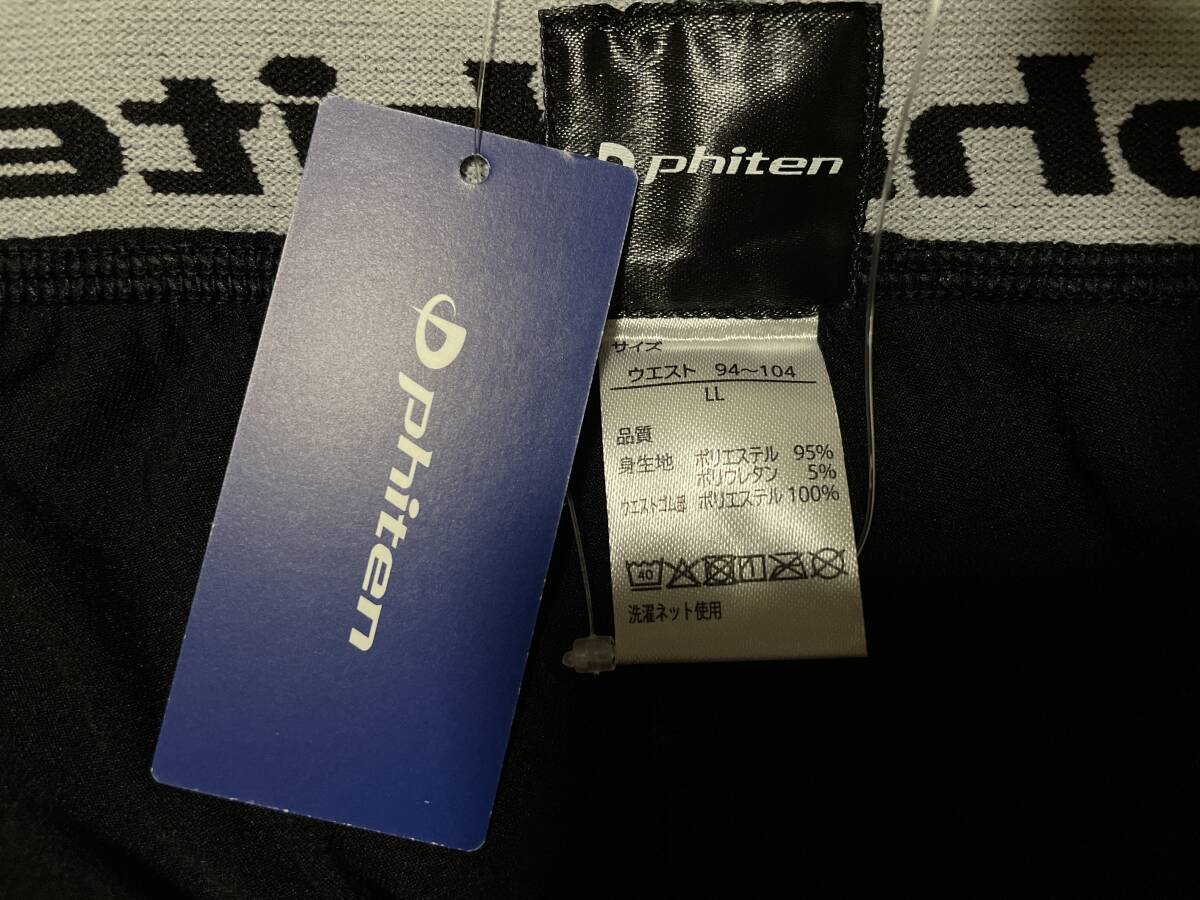 phiten
phiten
サイズ
ウエスト 94～104
LL
品質
身生地 ポリエステル 95%
ポリウレタン 5%
ウエストゴム部 ポリエステル 100%
40
洗濯ネット使用